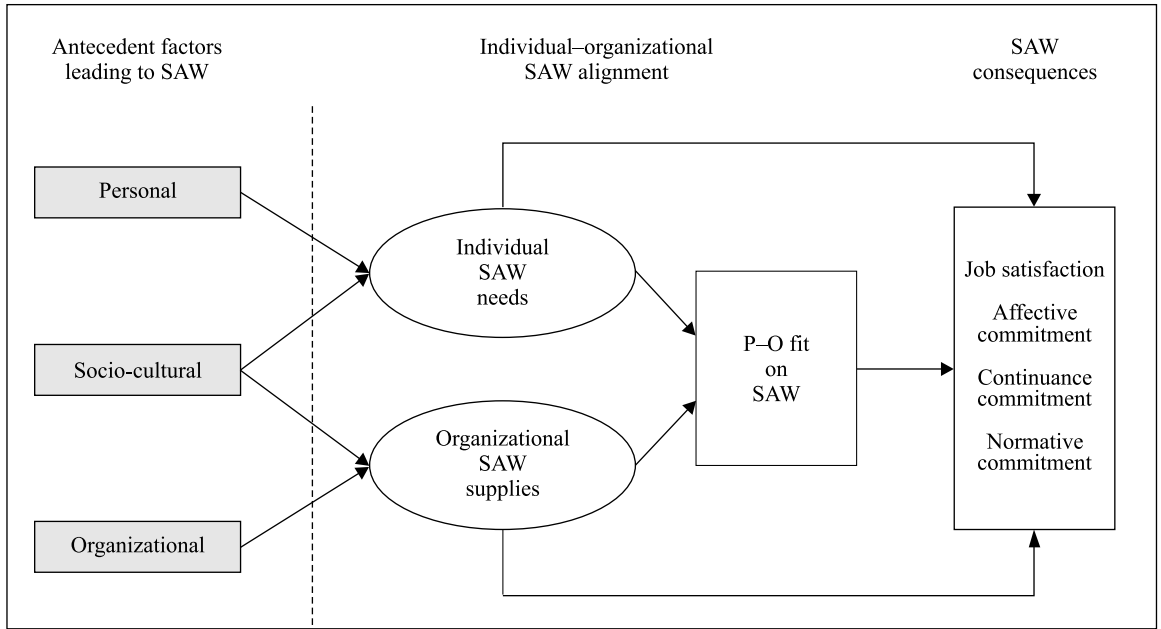 Antecedent factors
leading to SAW
Individual–organizational
SAW alignment
SAW
consequences
Personal
Socio-cultural
Organizational
Individual
SAW
needs
Organizational
SAW
supplies
P–O fit
on
SAW
Job satisfaction
Affective
commitment
Continuance
commitment
Normative
commitment